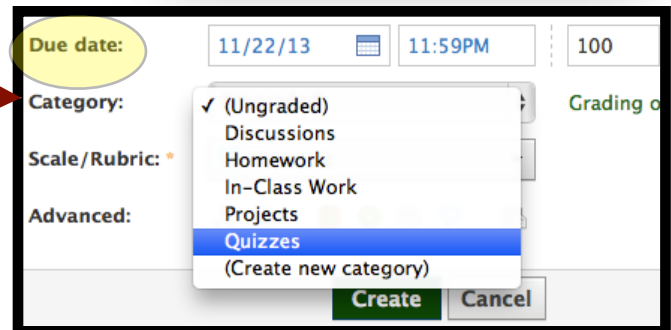 Due date: 11/22/13 11:59PM 100
Category: ✓ (Ungraded) Grading o
Discussions
Scale/Rubric: * Homework
In-Class Work
Advanced: Projects
Quizzes
(Create new category)
Create Cancel